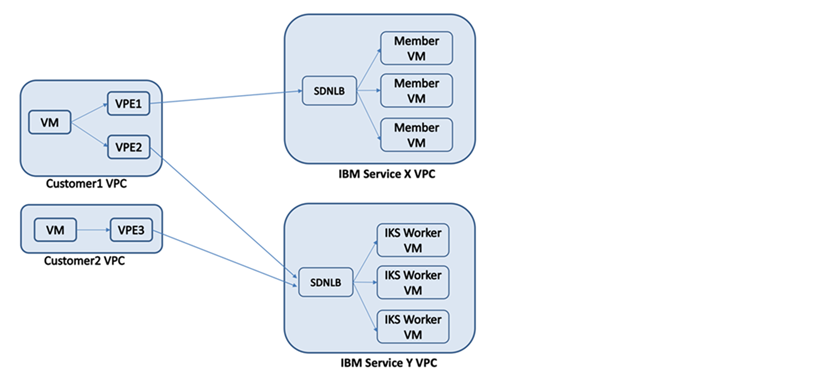 VM
VPE1
VPE2
Customer1 VPC
VM
VPE3
Customer2 VPC
SDNLB
Member
VM
Member
VM
Member
VM
IBM Service X VPC
SDNLB
IKS Worker
VM
IKS Worker
VM
IKS Worker
VM
IBM Service Y VPC